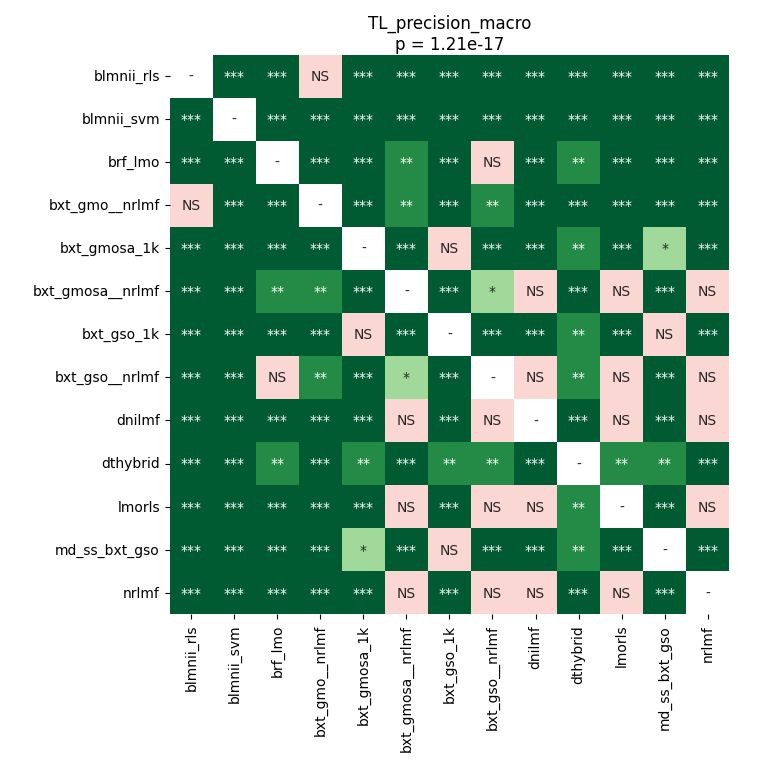 TL_precision_macro
p = 1.21e-17
blmnii_rls - *** *** NS *** *** *** *** *** *** *** *** ***
blmnii_svm *** - *** *** *** *** *** *** *** *** *** *** ***
brf_lmo *** *** - *** *** ** *** NS *** ** *** *** ***
bxt_gmo__nrlmf NS *** *** - *** ** *** ** *** *** *** *** ***
bxt_gmosa_1k *** *** *** *** - *** NS *** *** ** *** * ***
bxt_gmosa__nrlmf *** *** ** ** *** - *** * NS *** NS *** NS
bxt_gso_1k *** *** *** *** NS *** - *** *** ** *** NS ***
bxt_gso__nrlmf *** *** NS ** *** * *** - NS ** NS *** NS
dnilmf *** *** *** *** *** NS *** NS - *** NS *** NS
dthybrid *** *** ** *** ** *** ** ** *** - ** ** ***
lmorls *** *** *** *** *** NS *** NS NS ** - *** NS
md_ss_bxt_gso *** *** *** *** * *** NS *** *** ** *** - ***
nrlmf *** *** *** *** *** NS *** NS NS *** NS *** -
blmnii_rls blmnii_svm brf_lmo bxt_gmo__nrlmf bxt_gmosa_1k bxt_gmosa__nrlmf bxt_gso_1k bxt_gso__nrlmf dnilmf dthybrid lmorls md_ss_bxt_gso nrlmf